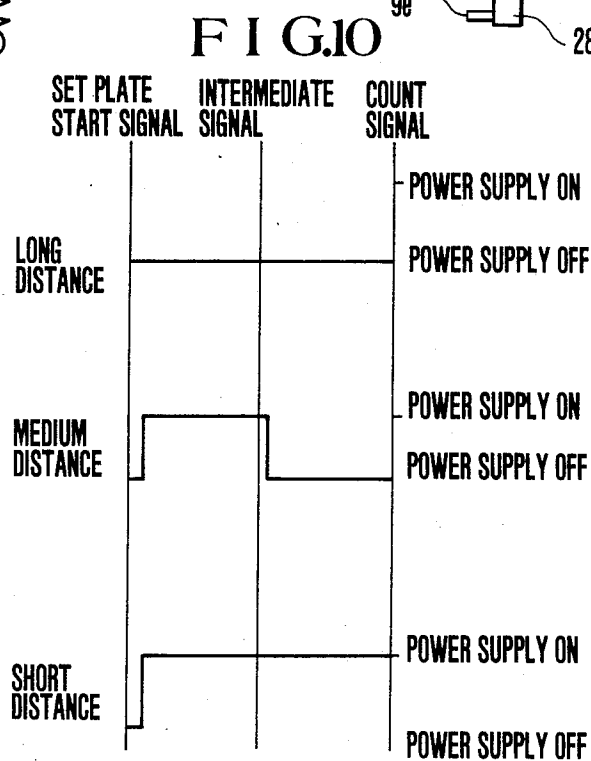 9e
28
F I G.10
SET PLATE
START SIGNAL
INTERMEDIATE
SIGNAL
COUNT
SIGNAL
POWER SUPPLY ON
LONG
DISTANCE
POWER SUPPLY OFF
POWER SUPPLY ON
MEDIUM
DISTANCE
POWER SUPPLY OFF
POWER SUPPLY ON
SHORT
DISTANCE
POWER SUPPLY OFF